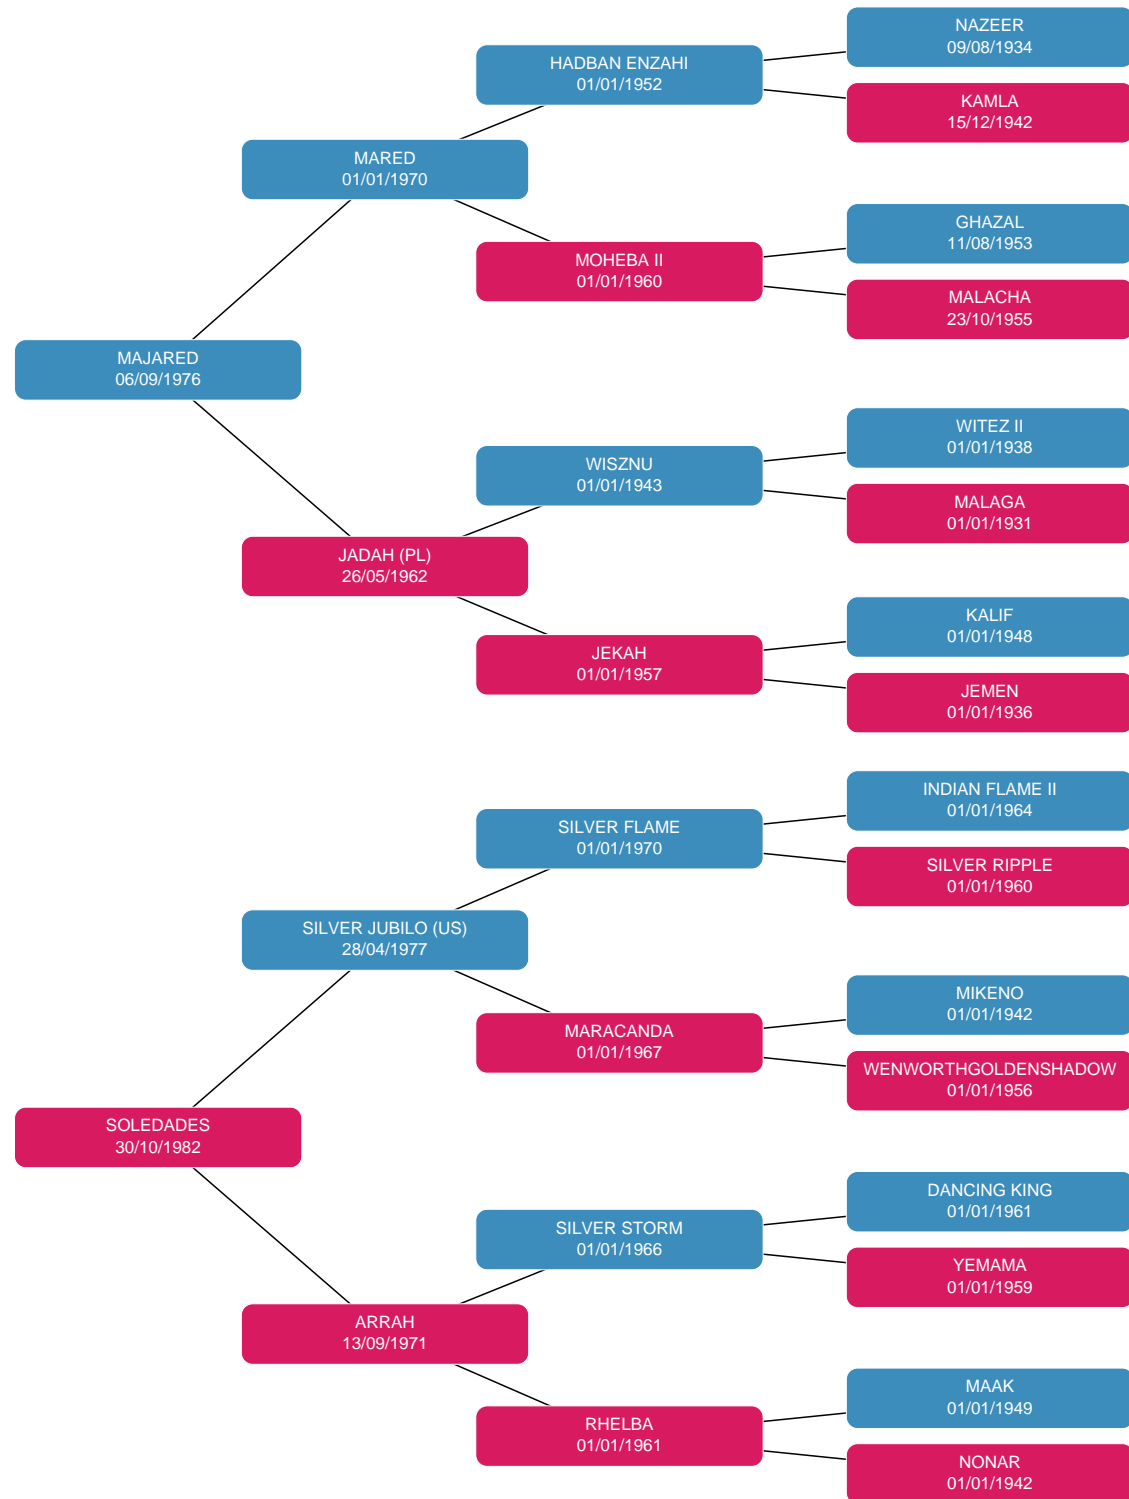 NAZEER
09/08/1934
HADBAN ENZAHI
01/01/1952
KAMLA
15/12/1942
MARED
01/01/1970
GHAZAL
11/08/1953
MOHEBA II
01/01/1960
MALACHA
23/10/1955
MAJARED
06/09/1976
WITEZ II
01/01/1938
WISZNU
01/01/1943
MALAGA
01/01/1931
JADAH (PL)
26/05/1962
KALIF
01/01/1948
JEKAH
01/01/1957
JEMEN
01/01/1936
INDIAN FLAME II
01/01/1964
SILVER FLAME
01/01/1970
SILVER RIPPLE
01/01/1960
SILVER JUBILO (US)
28/04/1977
MIKENO
01/01/1942
MARACANDA
01/01/1967
WENWORTHGOLDENSHADOW
01/01/1956
SOLEDADES
30/10/1982
DANCING KING
01/01/1961
SILVER STORM
01/01/1966
YEMAMA
01/01/1959
ARRAH
13/09/1971
MAAK
01/01/1949
RHELBA
01/01/1961
NONAR
01/01/1942